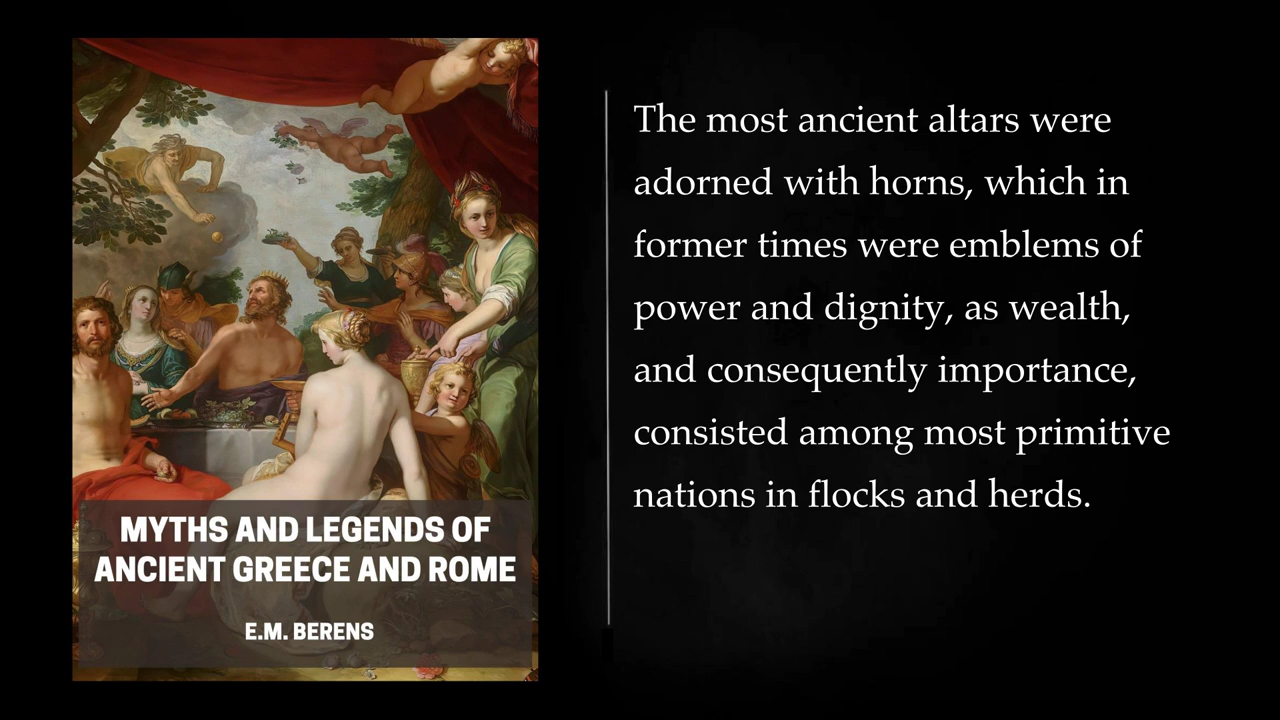 MYTHS AND LEGENDS OF
ANCIENT GREECE AND ROME
E.M. BERENS
The most ancient altars were
adorned with horns, which in
former times were emblems of
power and dignity, as wealth,
and consequently importance,
consisted among most primitive
nations in flocks and herds.